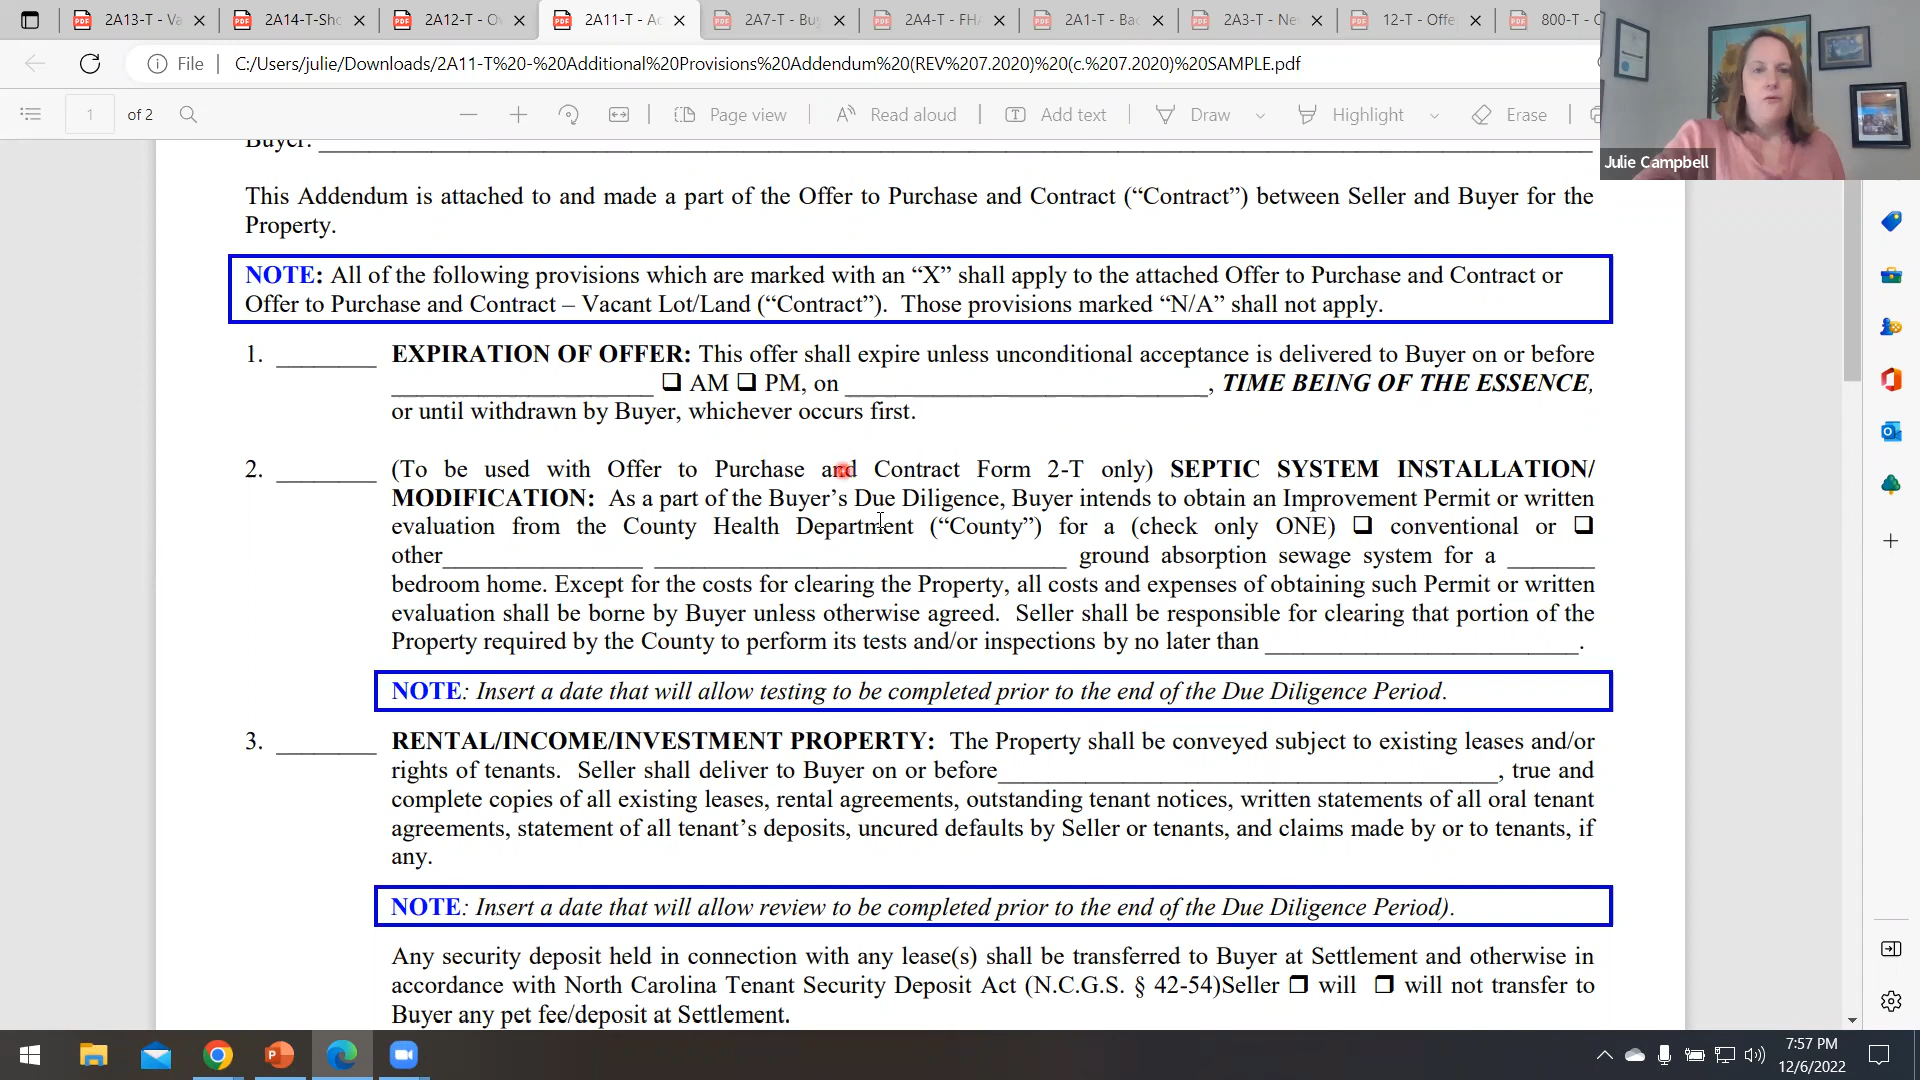 2A13-T - Va
2A14-T-Sho
2A12-T - O
2A11-T - A
2A7-T - Buy
2A4-T - FHA
2A1-T - Bac
2A3-T - Ne
12-T - Offe
800-T -
File
C:/Users/julie/Downloads/2A11-T%20-%20Additional%20Provisions%20Addendum%20(REV%207.2020)%20(c.%207.2020)%20SAMPLE.pdf
1 of 2
Page view
Read aloud
Add text
Draw
Highlight
Erase
Julie Campbell
Buyer:
This Addendum is attached to and made a part of the Offer to Purchase and Contract (“Contract”) between Seller and Buyer for the
Property.
NOTE: All of the following provisions which are marked with an “X” shall apply to the attached Offer to Purchase and Contract or
Offer to Purchase and Contract – Vacant Lot/Land (“Contract”). Those provisions marked “N/A” shall not apply.
1. ________ EXPIRATION OF OFFER: This offer shall expire unless unconditional acceptance is delivered to Buyer on or before
_____________________ ❑ AM ❑ PM, on _____________________________, TIME BEING OF THE ESSENCE,
or until withdrawn by Buyer, whichever occurs first.
2. ________ (To be used with Offer to Purchase and Contract Form 2-T only) SEPTIC SYSTEM INSTALLATION/
MODIFICATION: As a part of the Buyer’s Due Diligence, Buyer intends to obtain an Improvement Permit or written
evaluation from the County Health Department (“County”) for a (check only ONE) ❑ conventional or ❑
other________________ _________________________________ ground absorption sewage system for a _______
bedroom home. Except for the costs for clearing the Property, all costs and expenses of obtaining such Permit or written
evaluation shall be borne by Buyer unless otherwise agreed. Seller shall be responsible for clearing that portion of the
Property required by the County to perform its tests and/or inspections by no later than _________________________.
NOTE: Insert a date that will allow testing to be completed prior to the end of the Due Diligence Period.
3. ________ RENTAL/INCOME/INVESTMENT PROPERTY: The Property shall be conveyed subject to existing leases and/or
rights of tenants. Seller shall deliver to Buyer on or before________________________________________, true and
complete copies of all existing leases, rental agreements, outstanding tenant notices, written statements of all oral tenant
agreements, statement of all tenant’s deposits, uncured defaults by Seller or tenants, and claims made by or to tenants, if
any.
NOTE: Insert a date that will allow review to be completed prior to the end of the Due Diligence Period).
Any security deposit held in connection with any lease(s) shall be transferred to Buyer at Settlement and otherwise in
accordance with North Carolina Tenant Security Deposit Act (N.C.G.S. § 42-54)Seller ❒ will ❒ will not transfer to
Buyer any pet fee/deposit at Settlement.
7:57 PM
12/6/2022